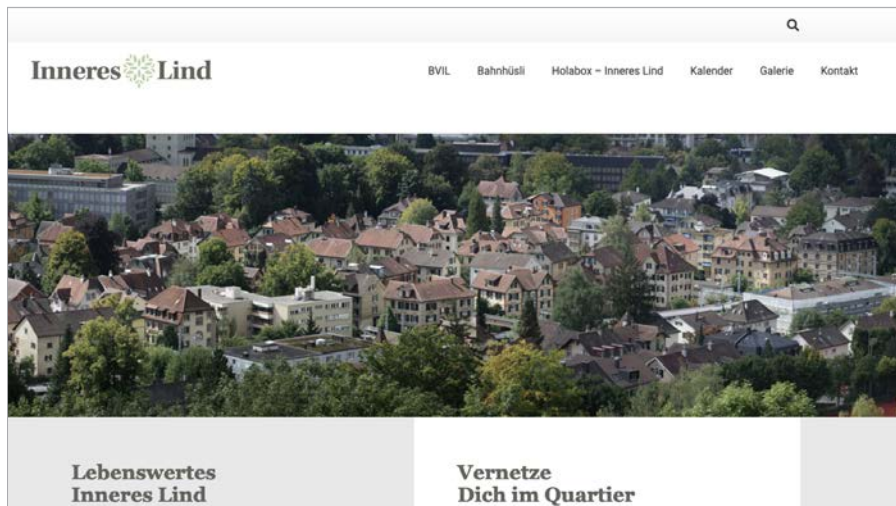 Inneres Lind
BVIL
Bahnhüsli
Holabox – Inneres Lind
Kalender
Galerie
Kontakt
Lebenswertes
Inneres Lind
Vernetze
Dich im Quartier